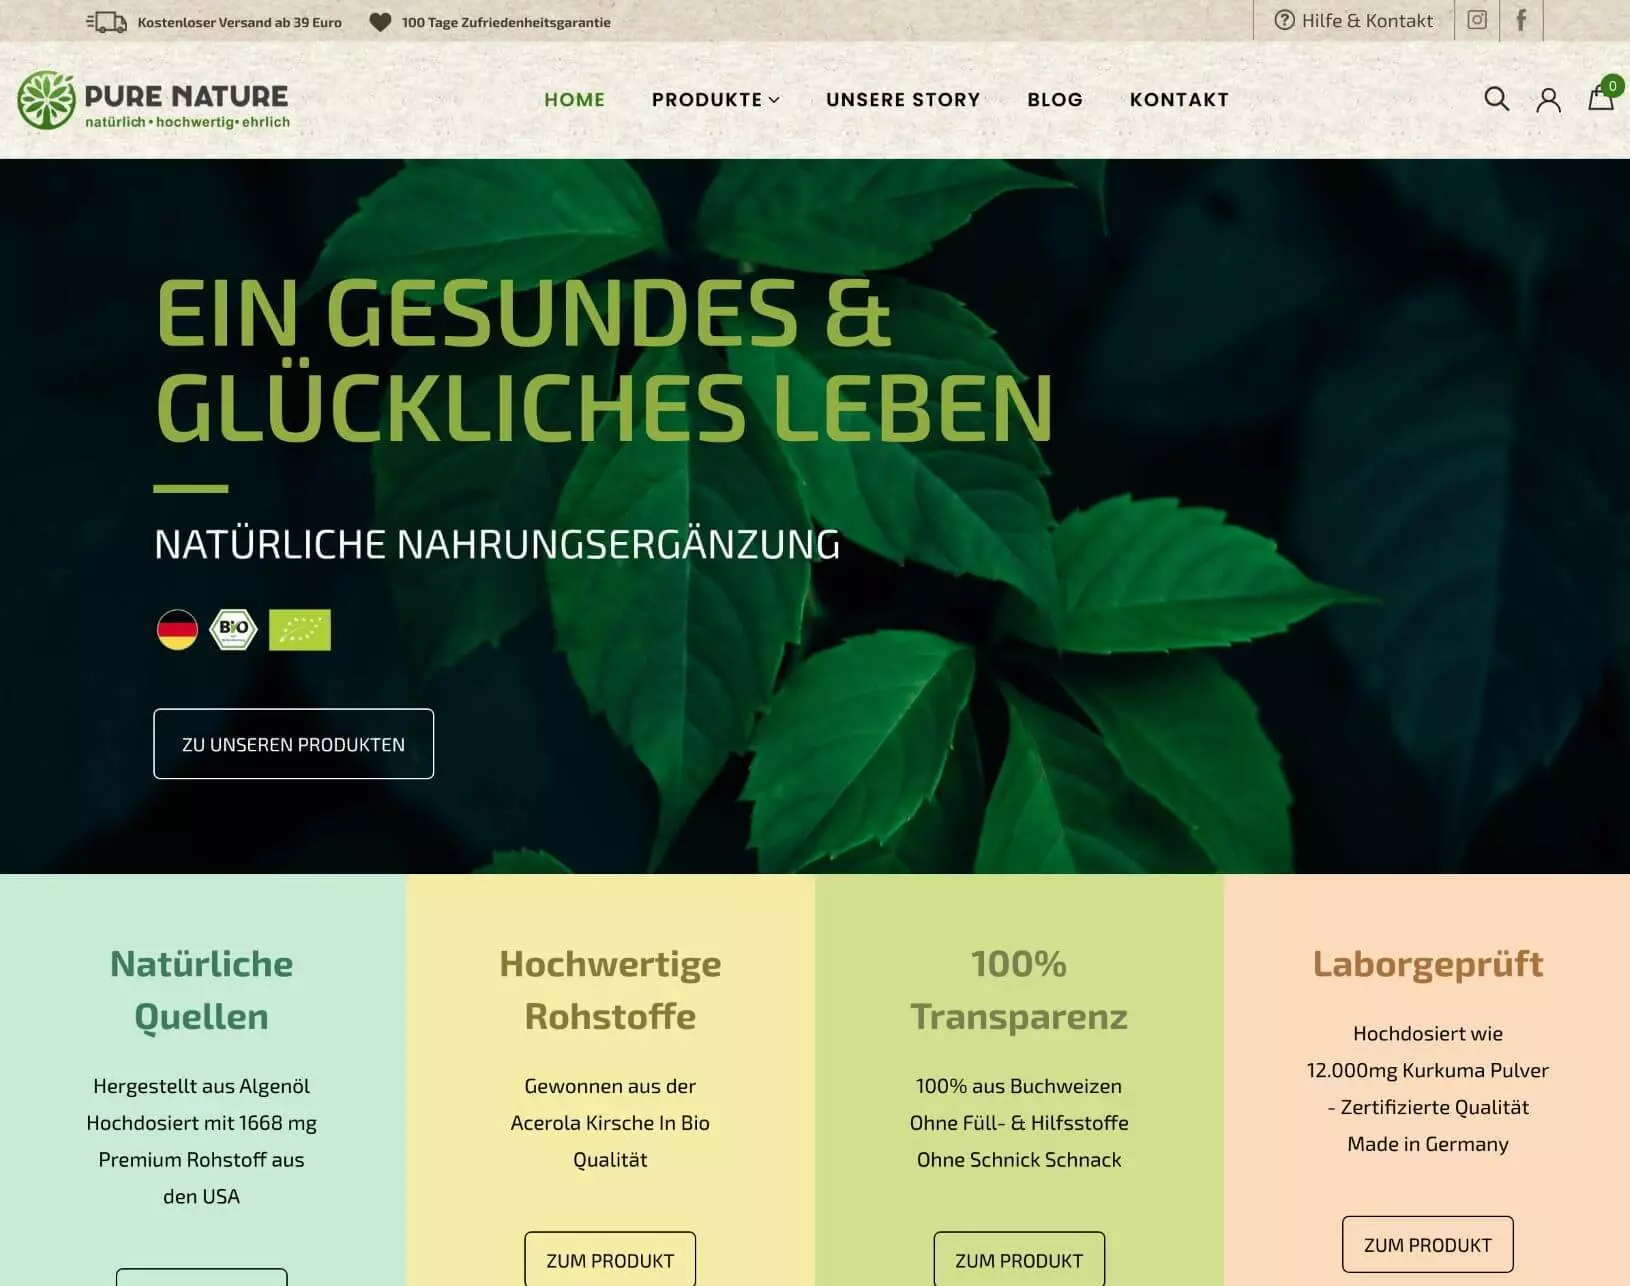 Kostenloser Versand ab 39 Euro
100 Tage Zufriedenheitsgarantie
Hilfe & Kontakt
PURE NATURE
natürlich • hochwertig • ehrlich
HOME
PRODUKTE
UNSERE STORY
BLOG
KONTAKT
0
EIN GESUNDES &
GLÜCKLICHES LEBEN
NATÜRLICHE NAHRUNGSERGÄNZUNG
BIO
ZU UNSEREN PRODUKTEN
Natürliche
Quellen
Hergestellt aus Algenöl
Hochdosiert mit 1668 mg
Premium Rohstoff aus
den USA
Hochwertige
Rohstoffe
Gewonnen aus der
Acerola Kirsche In Bio
Qualität
ZUM PRODUKT
100%
Transparenz
100% aus Buchweizen
Ohne Füll- & Hilfsstoffe
Ohne Schnick Schnack
ZUM PRODUKT
Laborgeprüft
Hochdosiert wie
12.000mg Kurkuma Pulver
- Zertifizierte Qualität
Made in Germany
ZUM PRODUKT